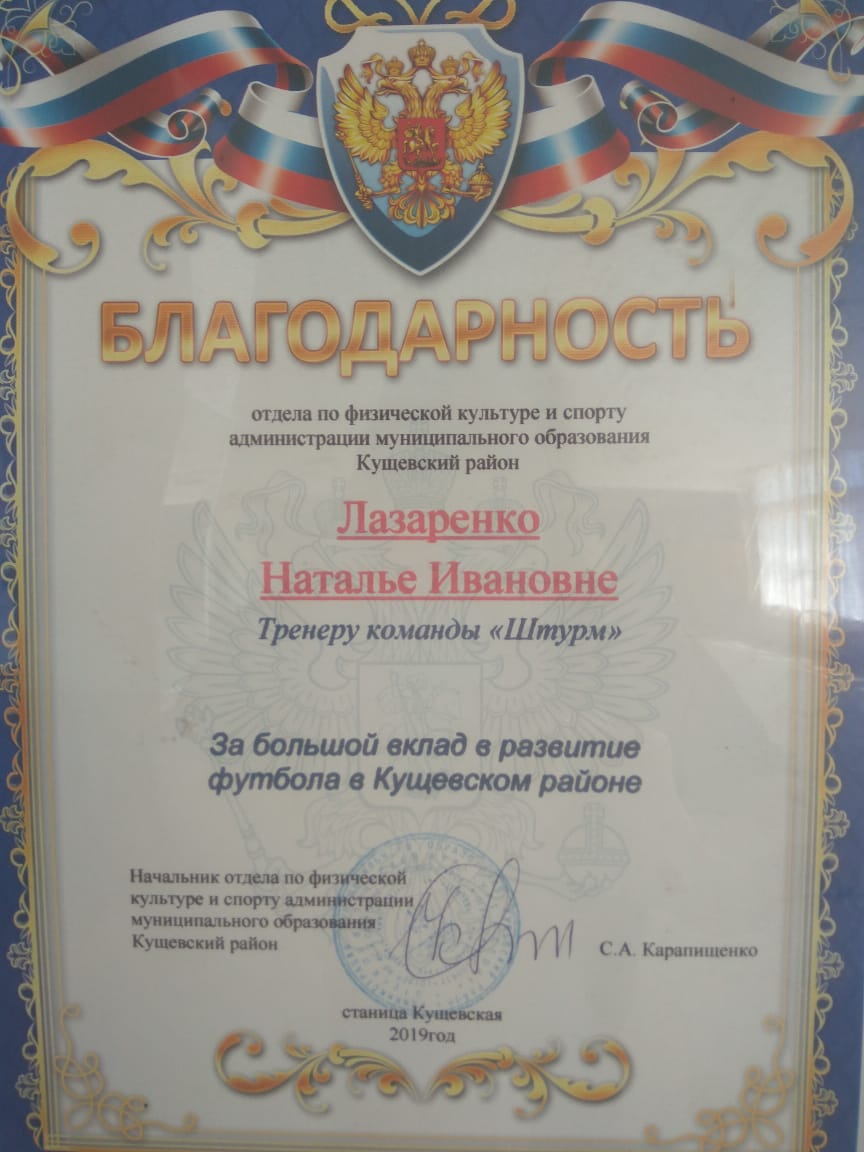 БЛАГОДАРНОСТЬ
отдела по физической культуре и спорту
администрации муниципального образования
Кущевский район
Лазаренко
Наталье Ивановне
Тренеру команды «Штурм»
За большой вклад в развитие
футбола в Кущевском районе
Начальник отдела по физической
культуре и спорту администрации
муниципального образования
Кущевский район
С.А. Карапищенко
станица Кущевская
2019год